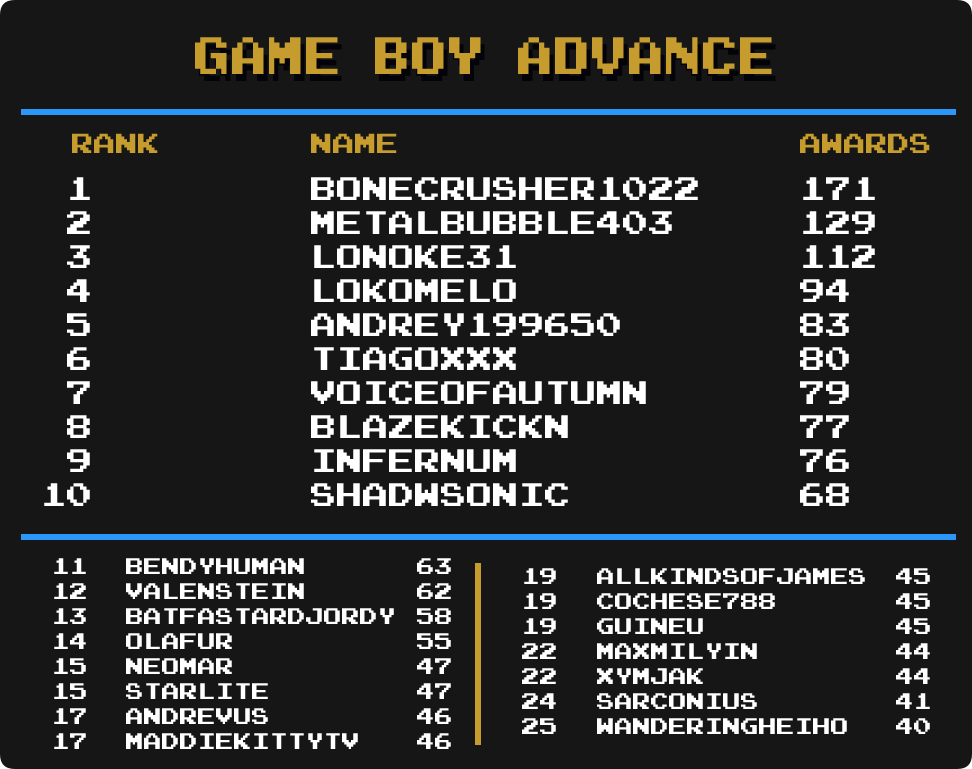 GAME BOY ADVANCE
RANK NAME AWARDS
1 BONECRUSHER1022 171
2 METALBUBBLE403 129
3 LONOKE31 112
4 LOKOMELO 94
5 ANDREY199650 83
6 TIAGOXXX 80
7 VOICEOFAUTUMN 79
8 BLAZEKICKN 77
9 INFERNUM 76
10 SHADWSONIC 68
11 BENDYHUMAN 63
12 VALENSTEIN 62
13 BATFASTARDJORDY 58
14 OLAFUR 55
15 NEOMAR 47
15 STARLITE 47
17 ANDREVUS 46
17 MADDIEKITTYTV 46
19 ALLKINDSOFJAMES 45
19 COCHESE788 45
19 GUINEU 45
22 MAXMILYIN 44
22 XYMJAK 44
24 SARCONIUS 41
25 WANDERINGHEIHO 40